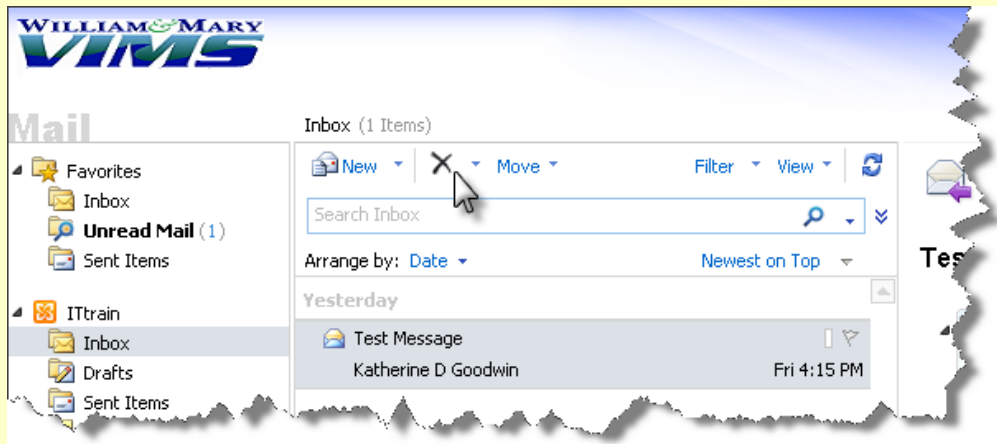 WILLIAM & MARY
VIMS
Mail
Inbox (1 Items)
Favorites
Inbox
Unread Mail (1)
Sent Items
ITtrain
Inbox
Drafts
Sent Items
New Move Filter View
Search Inbox
Arrange by: Date Newest on Top
Yesterday
Test Message
Katherine D Goodwin Fri 4:15 PM
Tes